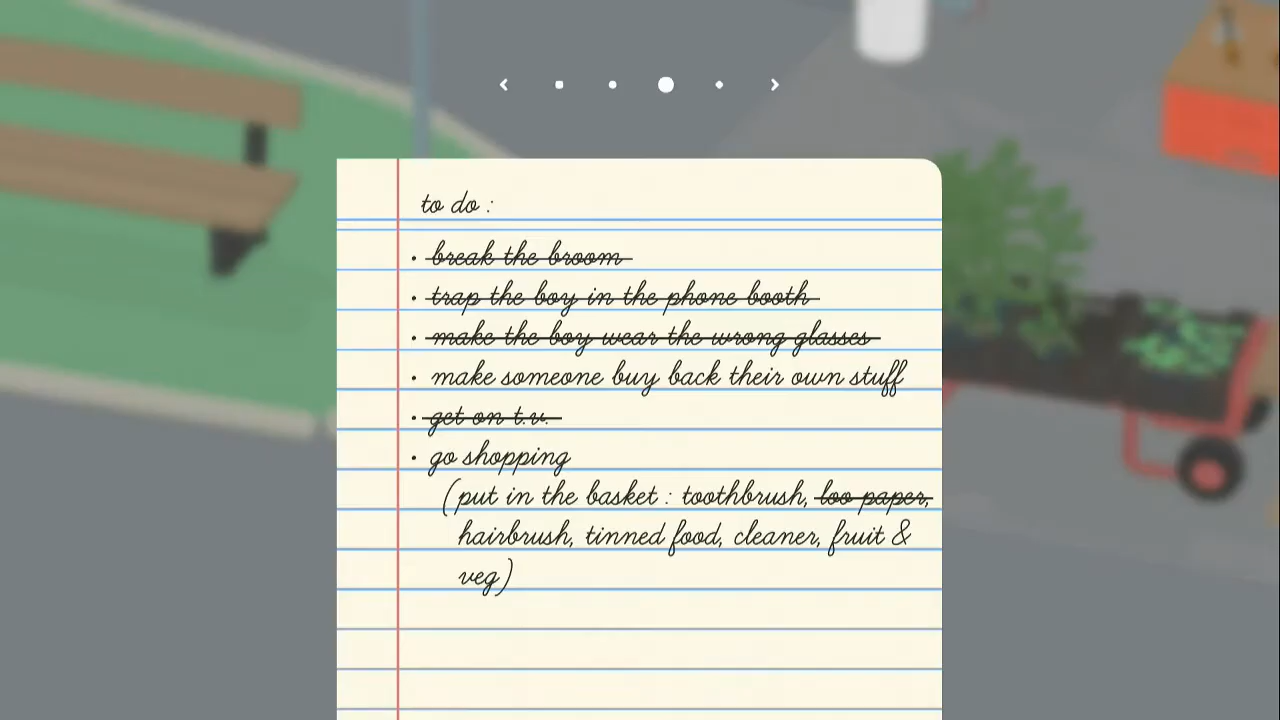 to do :
• break the broom
• trap the boy in the phone booth
• make the boy wear the wrong glasses
• make someone buy back their own stuff
• get on t.v.
• go shopping
(put in the basket : toothbrush, loo paper,
hairbrush, tinned food, cleaner, fruit &
veg)